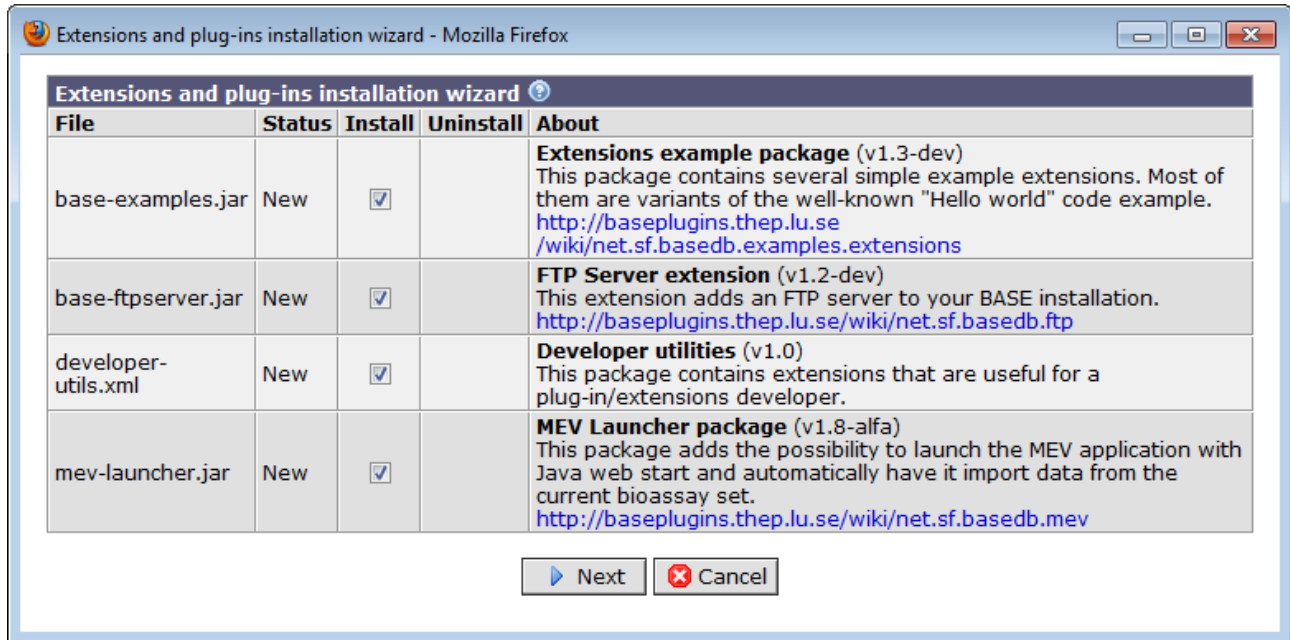 Extensions and plug-ins installation wizard - Mozilla Firefox
Extensions and plug-ins installation wizard
File Status Install Uninstall About
base-examples.jar New
Extensions example package (v1.3-dev)
This package contains several simple example extensions. Most of
them are variants of the well-known "Hello world" code example.
http://baseplugins.thep.lu.se
/wiki/net.sf.basedb.examples.extensions
base-ftpserver.jar New
FTP Server extension (v1.2-dev)
This extension adds an FTP server to your BASE installation.
http://baseplugins.thep.lu.se/wiki/net.sf.basedb.ftp
developer-
utils.xml
New
Developer utilities (v1.0)
This package contains extensions that are useful for a
plug-in/extensions developer.
mev-launcher.jar New
MEV Launcher package (v1.8-alfa)
This package adds the possibility to launch the MEV application with
Java web start and automatically have it import data from the
current bioassay set.
http://baseplugins.thep.lu.se/wiki/net.sf.basedb.mev
Next Cancel